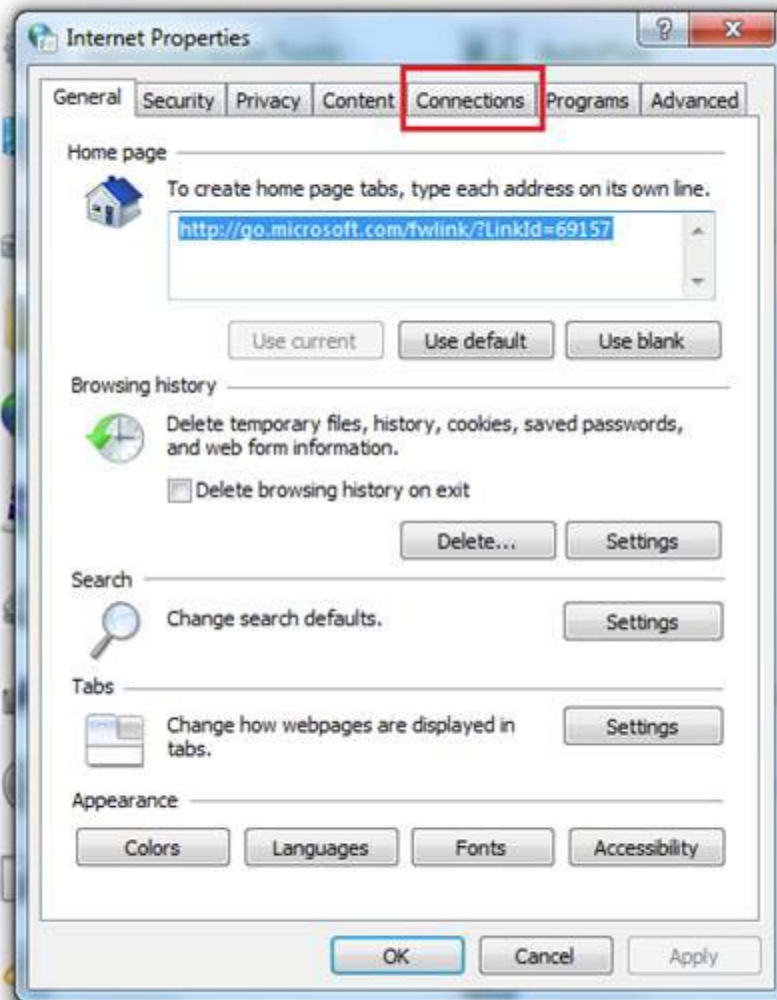 Internet Properties
General Security Privacy Content Connections Programs Advanced
Home page
To create home page tabs, type each address on its own line.
http://go.microsoft.com/fwlink/?LinkId=69157
Use current Use default Use blank
Browsing history
Delete temporary files, history, cookies, saved passwords,
and web form information.
Delete browsing history on exit
Delete... Settings
Search
Change search defaults. Settings
Tabs
Change how webpages are displayed in
tabs.
Settings
Appearance
Colors Languages Fonts Accessibility
OK Cancel Apply